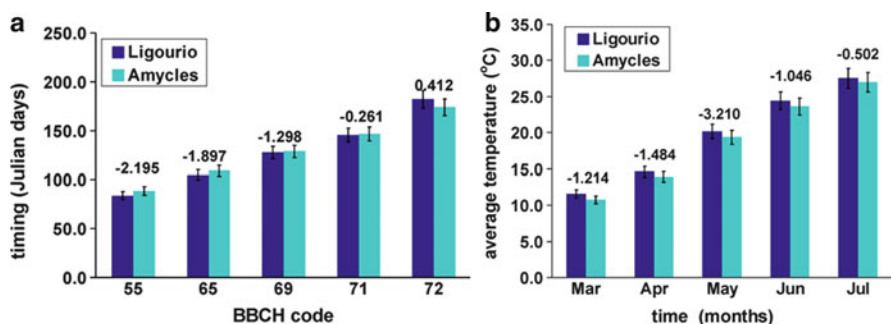 a
250.0
200.0
150.0
100.0
50.0
0.0
timing (Julian days)
Ligourio
Amycles
-2.195
-1.897
-1.298
-0.261
0.412
55
65
69
71
72
BBCH code
b
35.0
30.0
25.0
20.0
15.0
10.0
5.0
0.0
average temperature (°C)
Ligourio
Amycles
-1.214
-1.484
-3.210
-1.046
-0.502
Mar
Apr
May
Jun
Jul
time (months)